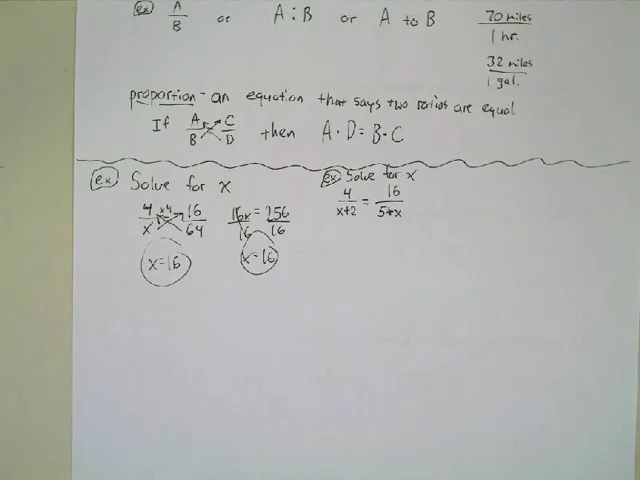 ex A/B or A : B or A to B 70 miles/1 hr.
32 miles/1 gal.
proportion - an equation that says two ratios are equal
If A/B = C/D then A · D = B · C
ex Solve for x
4/x = 16/64 x4
16x/16 = 256/16
x=16
x=16
ex Solve for x
4/x+2 = 16/5+x